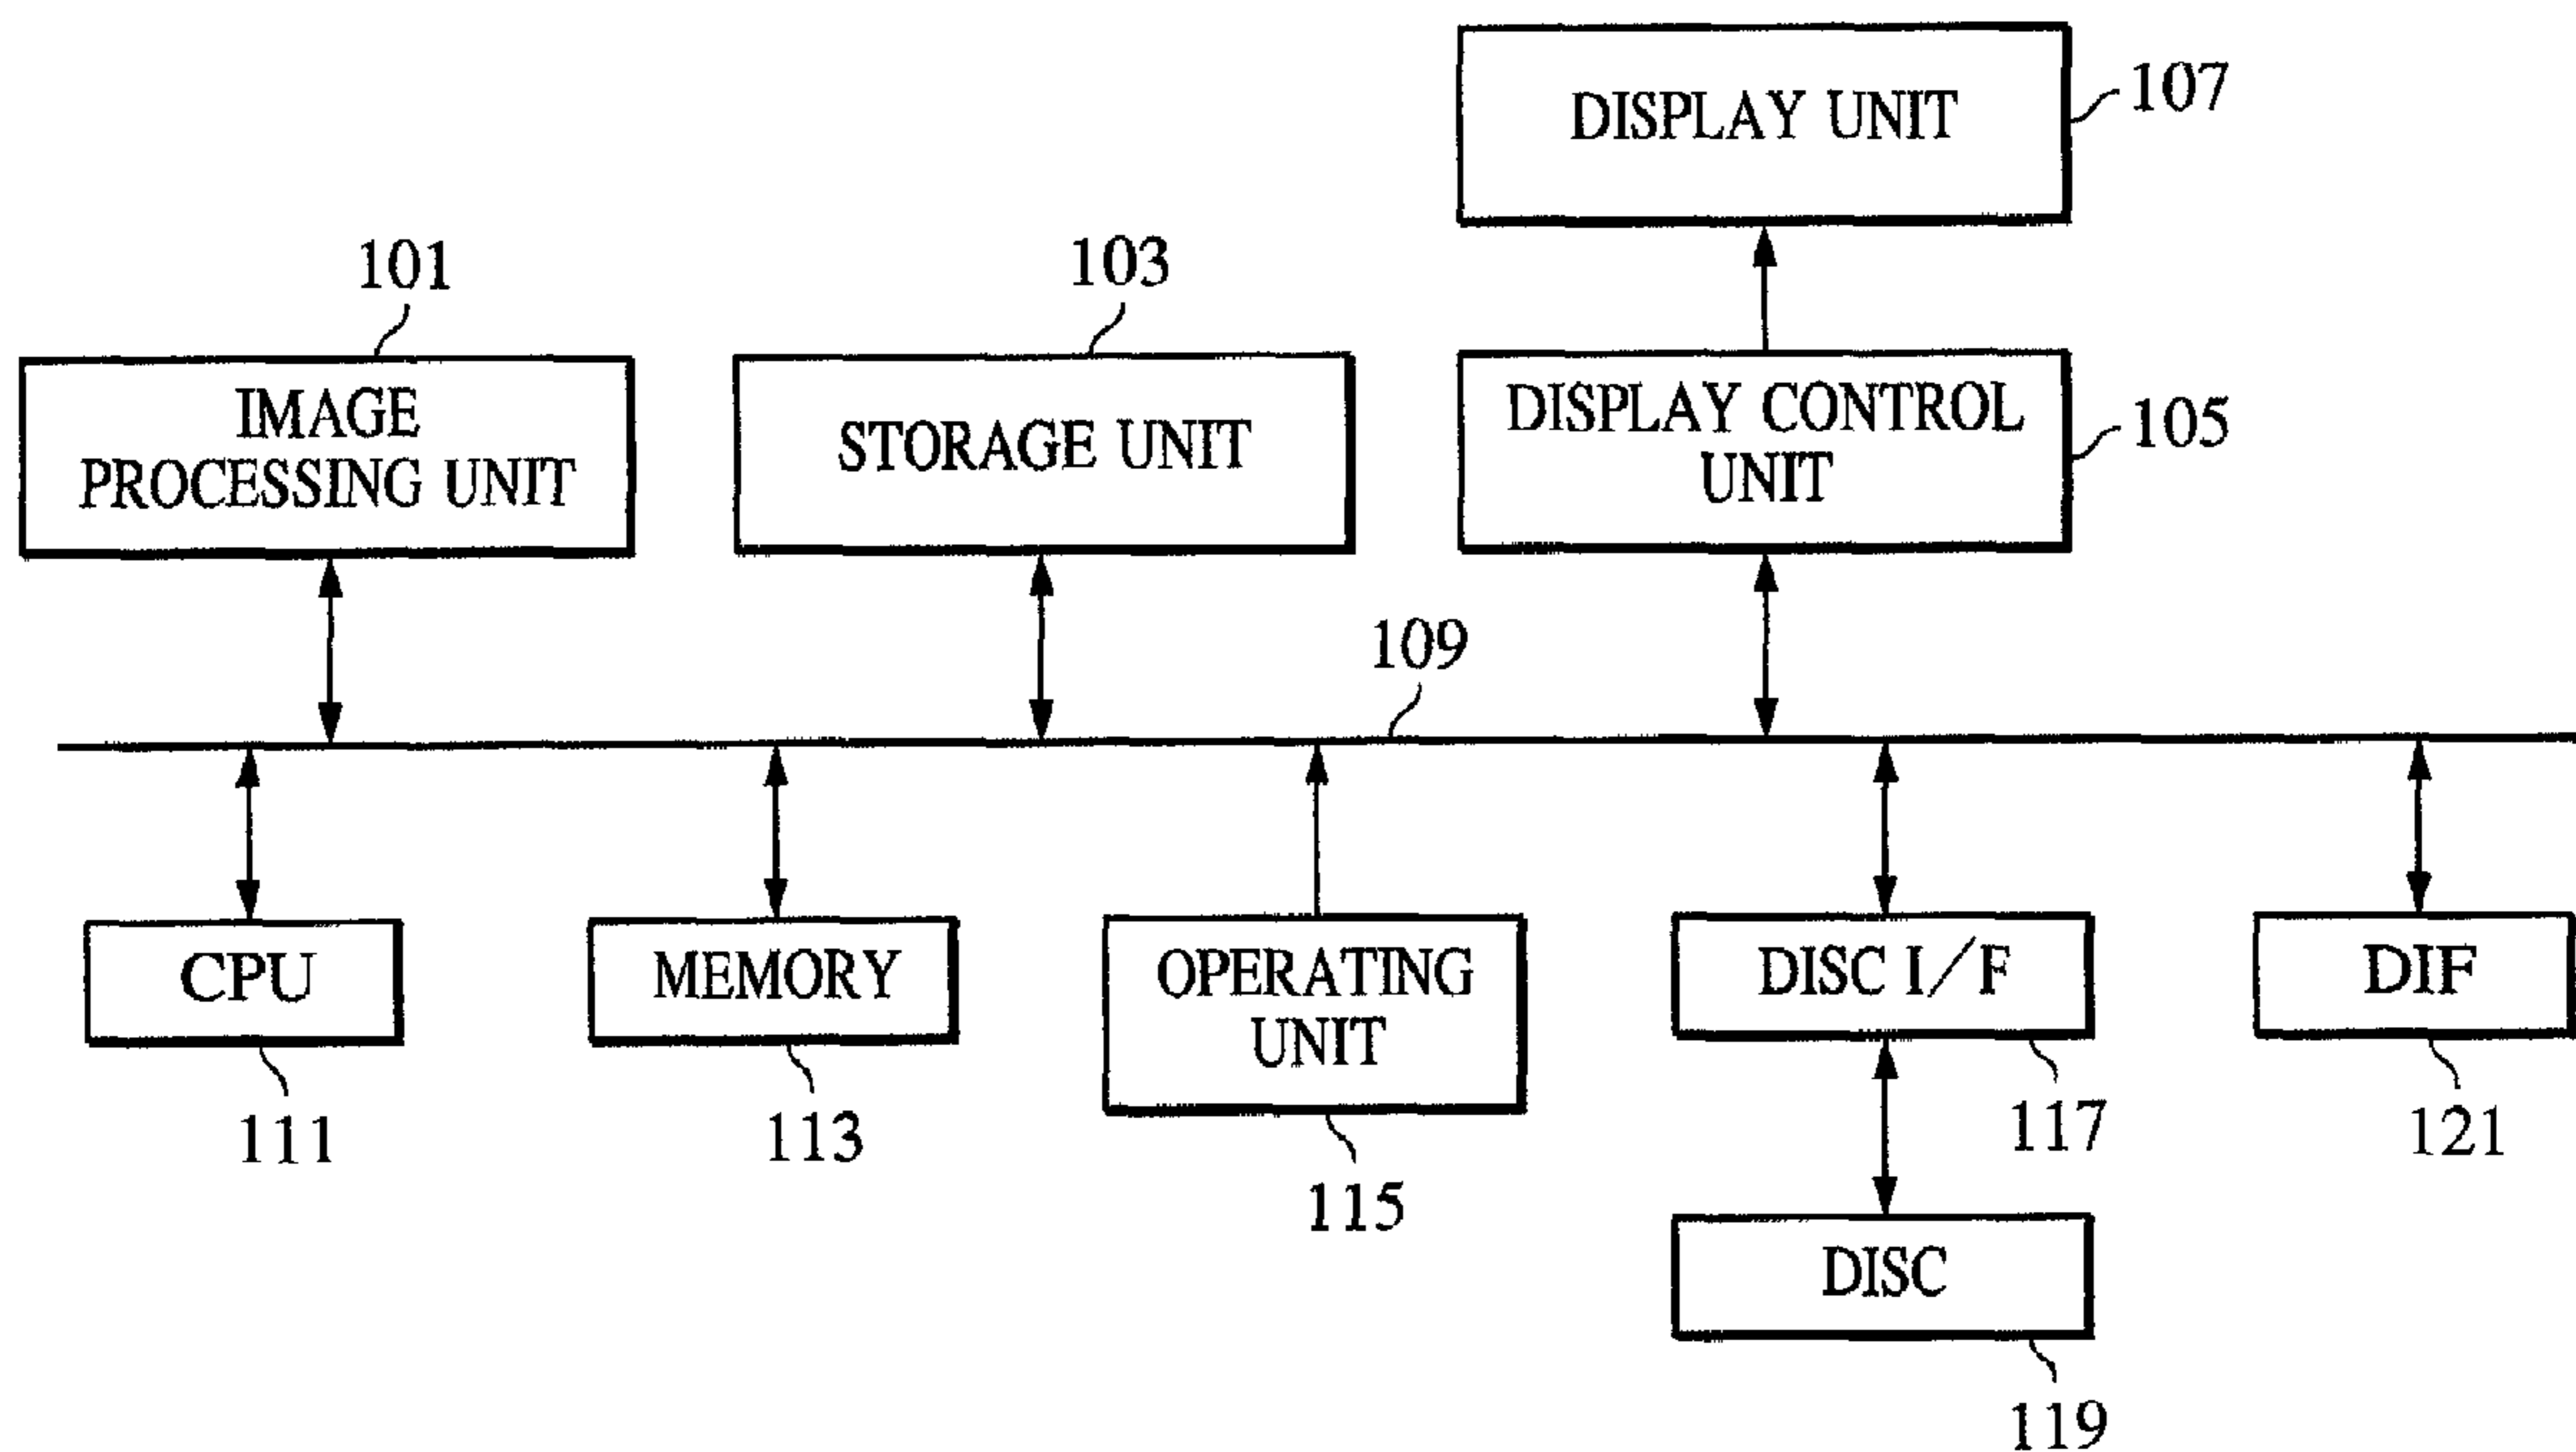 107
DISPLAY UNIT
101
103
IMAGE
PROCESSING UNIT
STORAGE UNIT
DISPLAY CONTROL
UNIT
105
109
CPU
MEMORY
OPERATING
UNIT
DISC I/F
DIF
111
113
115
117
121
DISC
119